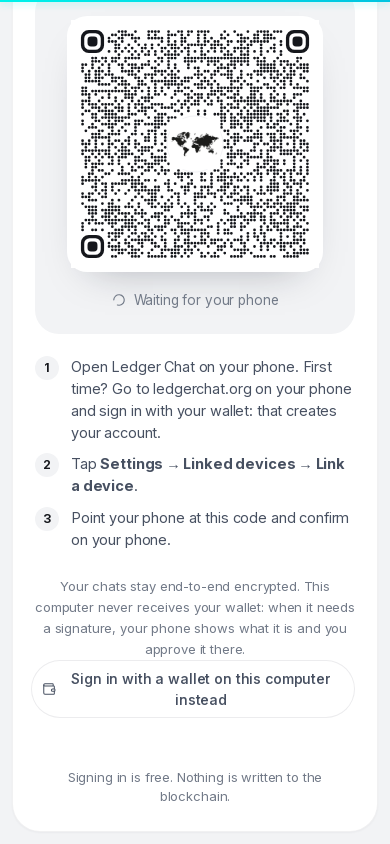 Waiting for your phone
1 Open Ledger Chat on your phone. First
time? Go to ledgerchat.org on your phone
and sign in with your wallet: that creates
your account.
2 Tap Settings → Linked devices → Link
a device.
3 Point your phone at this code and confirm
on your phone.
Your chats stay end-to-end encrypted. This
computer never receives your wallet: when it needs
a signature, your phone shows what it is and you
approve it there.
Sign in with a wallet on this computer
instead
Signing in is free. Nothing is written to the
blockchain.